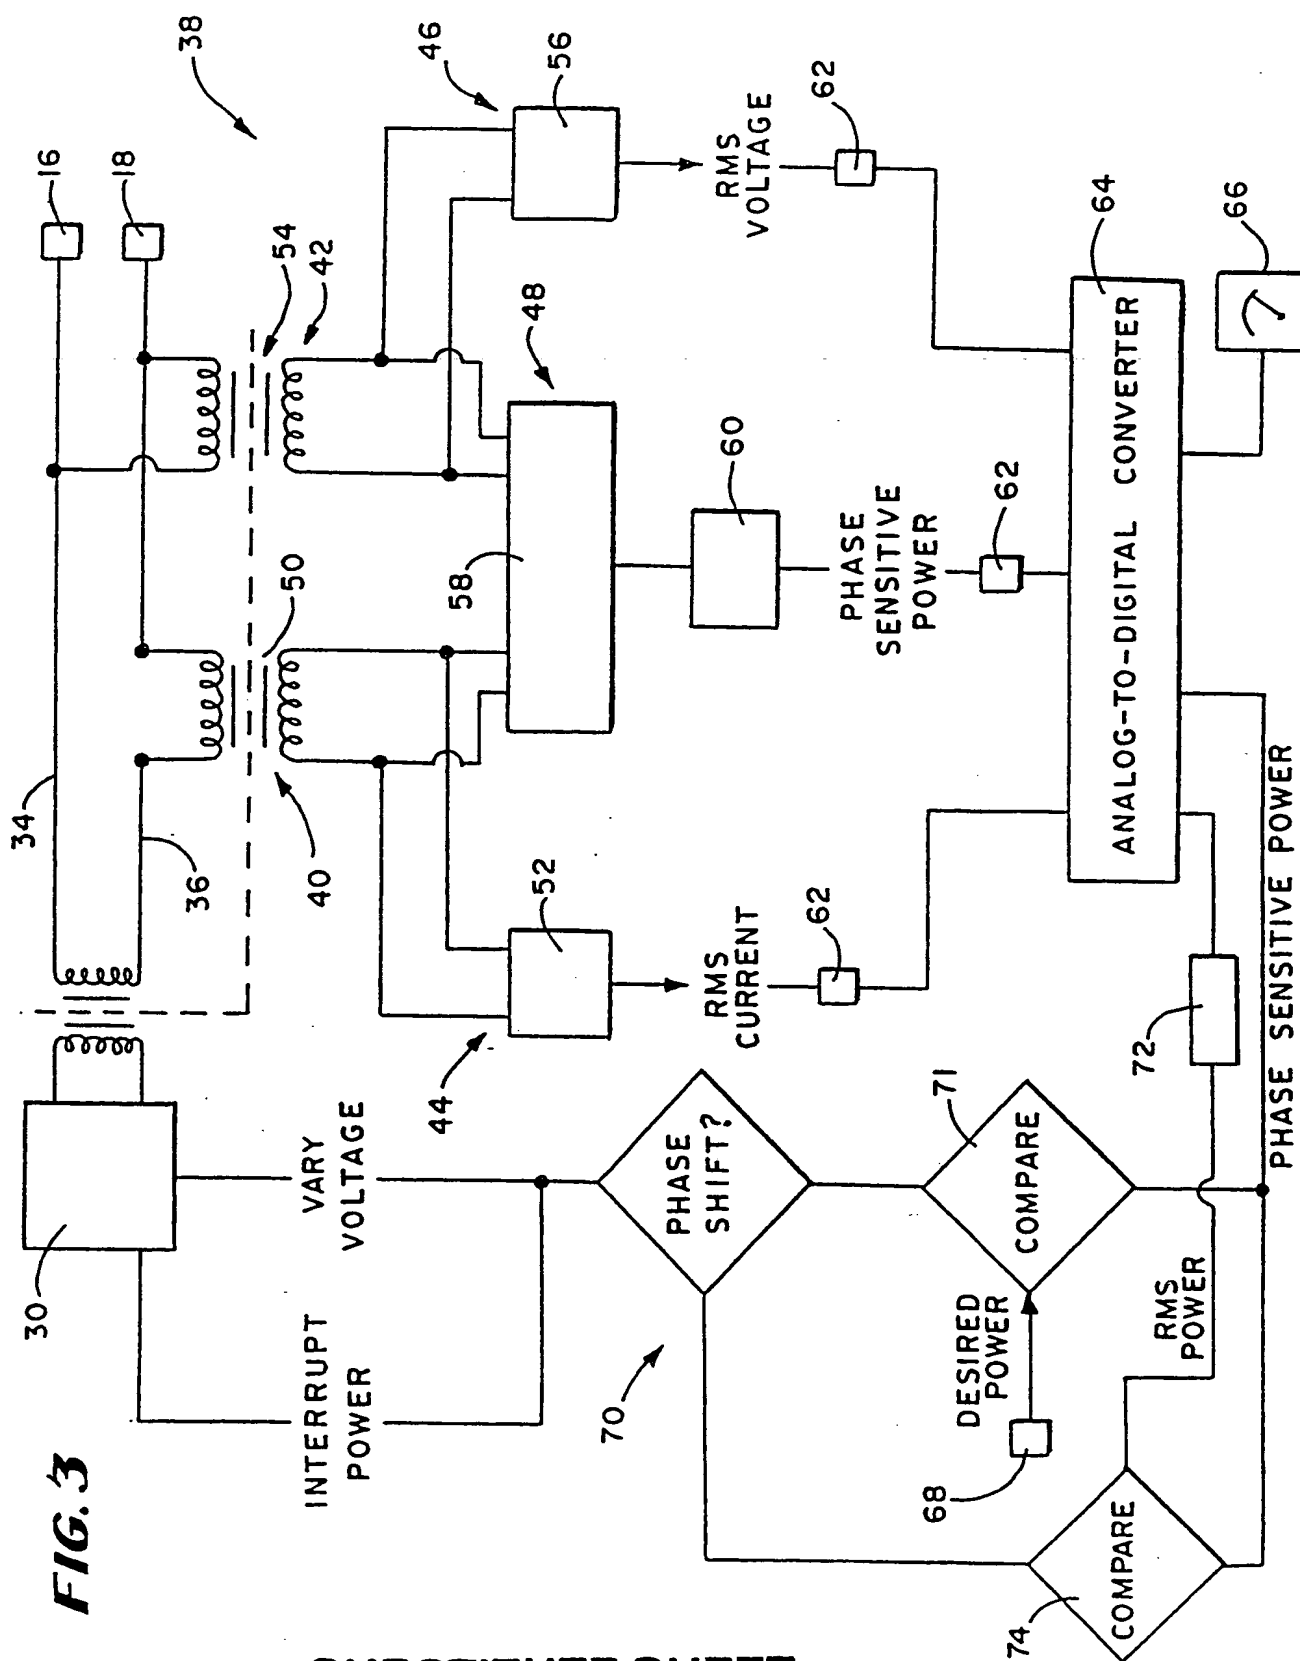 FIG. 3
38
16
18
34
36
54
42
50
40
30
46
56
48
58
52
44
60
62
62
62
64
66
68
70
71
72
74
INTERRUPT
POWER
VARY
VOLTAGE
RMS
CURRENT
PHASE
SENSITIVE
POWER
RMS
VOLTAGE
PHASE
SHIFT?
COMPARE
DESIRED
POWER
COMPARE
RMS
POWER
ANALOG-TO-DIGITAL CONVERTER
PHASE SENSITIVE POWER